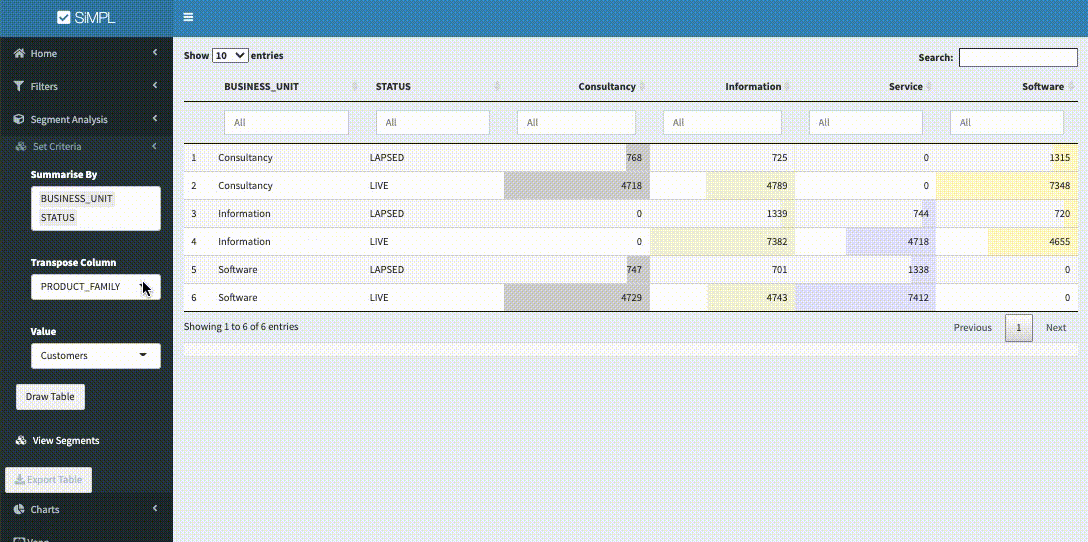 SiMPL
Home
Filters
Segment Analysis
Set Criteria
Summarise By
BUSINESS_UNIT
STATUS
Transpose Column
PRODUCT_FAMILY
Value
Customers
Draw Table
View Segments
Export Table
Charts
Venn
Show 10 entries
Search:
BUSINESS_UNIT STATUS Consultancy Information Service Software
All All All All All All
1 Consultancy LAPSED 768 725 0 1315
2 Consultancy LIVE 4718 4789 0 7348
3 Information LAPSED 0 1339 744 720
4 Information LIVE 0 7382 4718 4655
5 Software LAPSED 747 701 1338 0
6 Software LIVE 4729 4743 7412 0
Showing 1 to 6 of 6 entries
Previous 1 Next